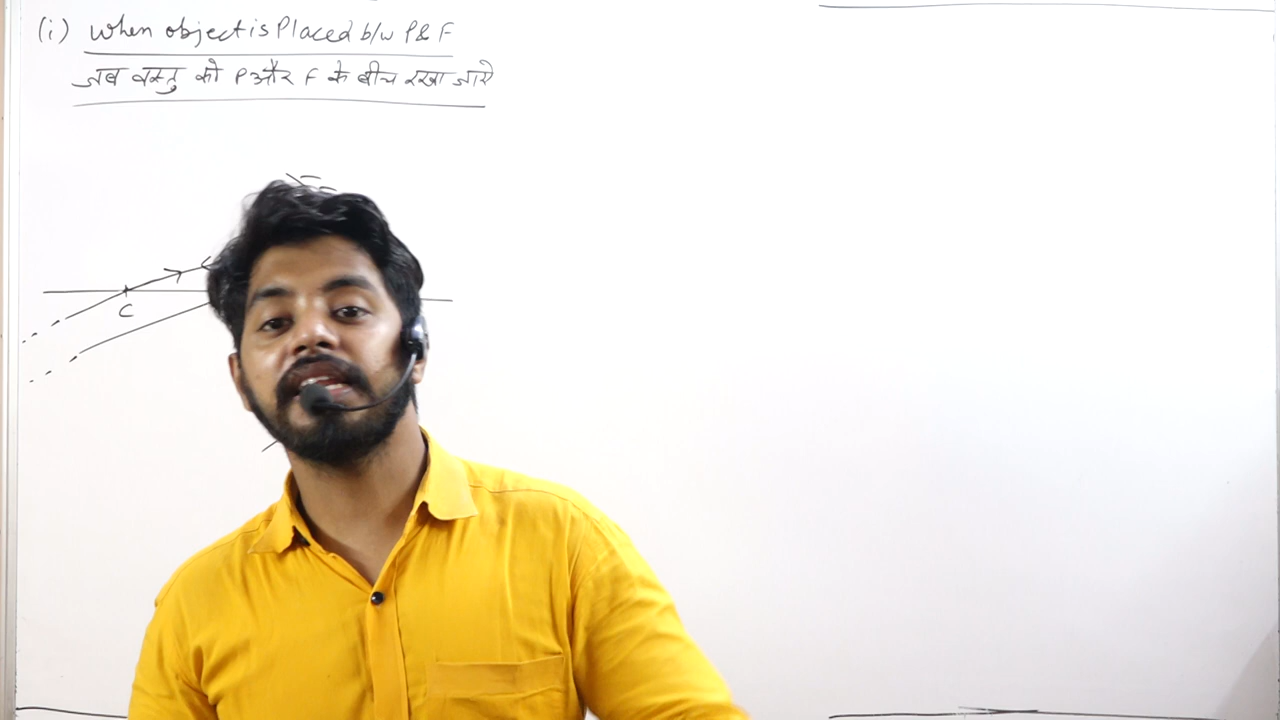 (i) When object is Placed b/w P & F
जब वस्तु को P और F के बीच रखा जाये
C